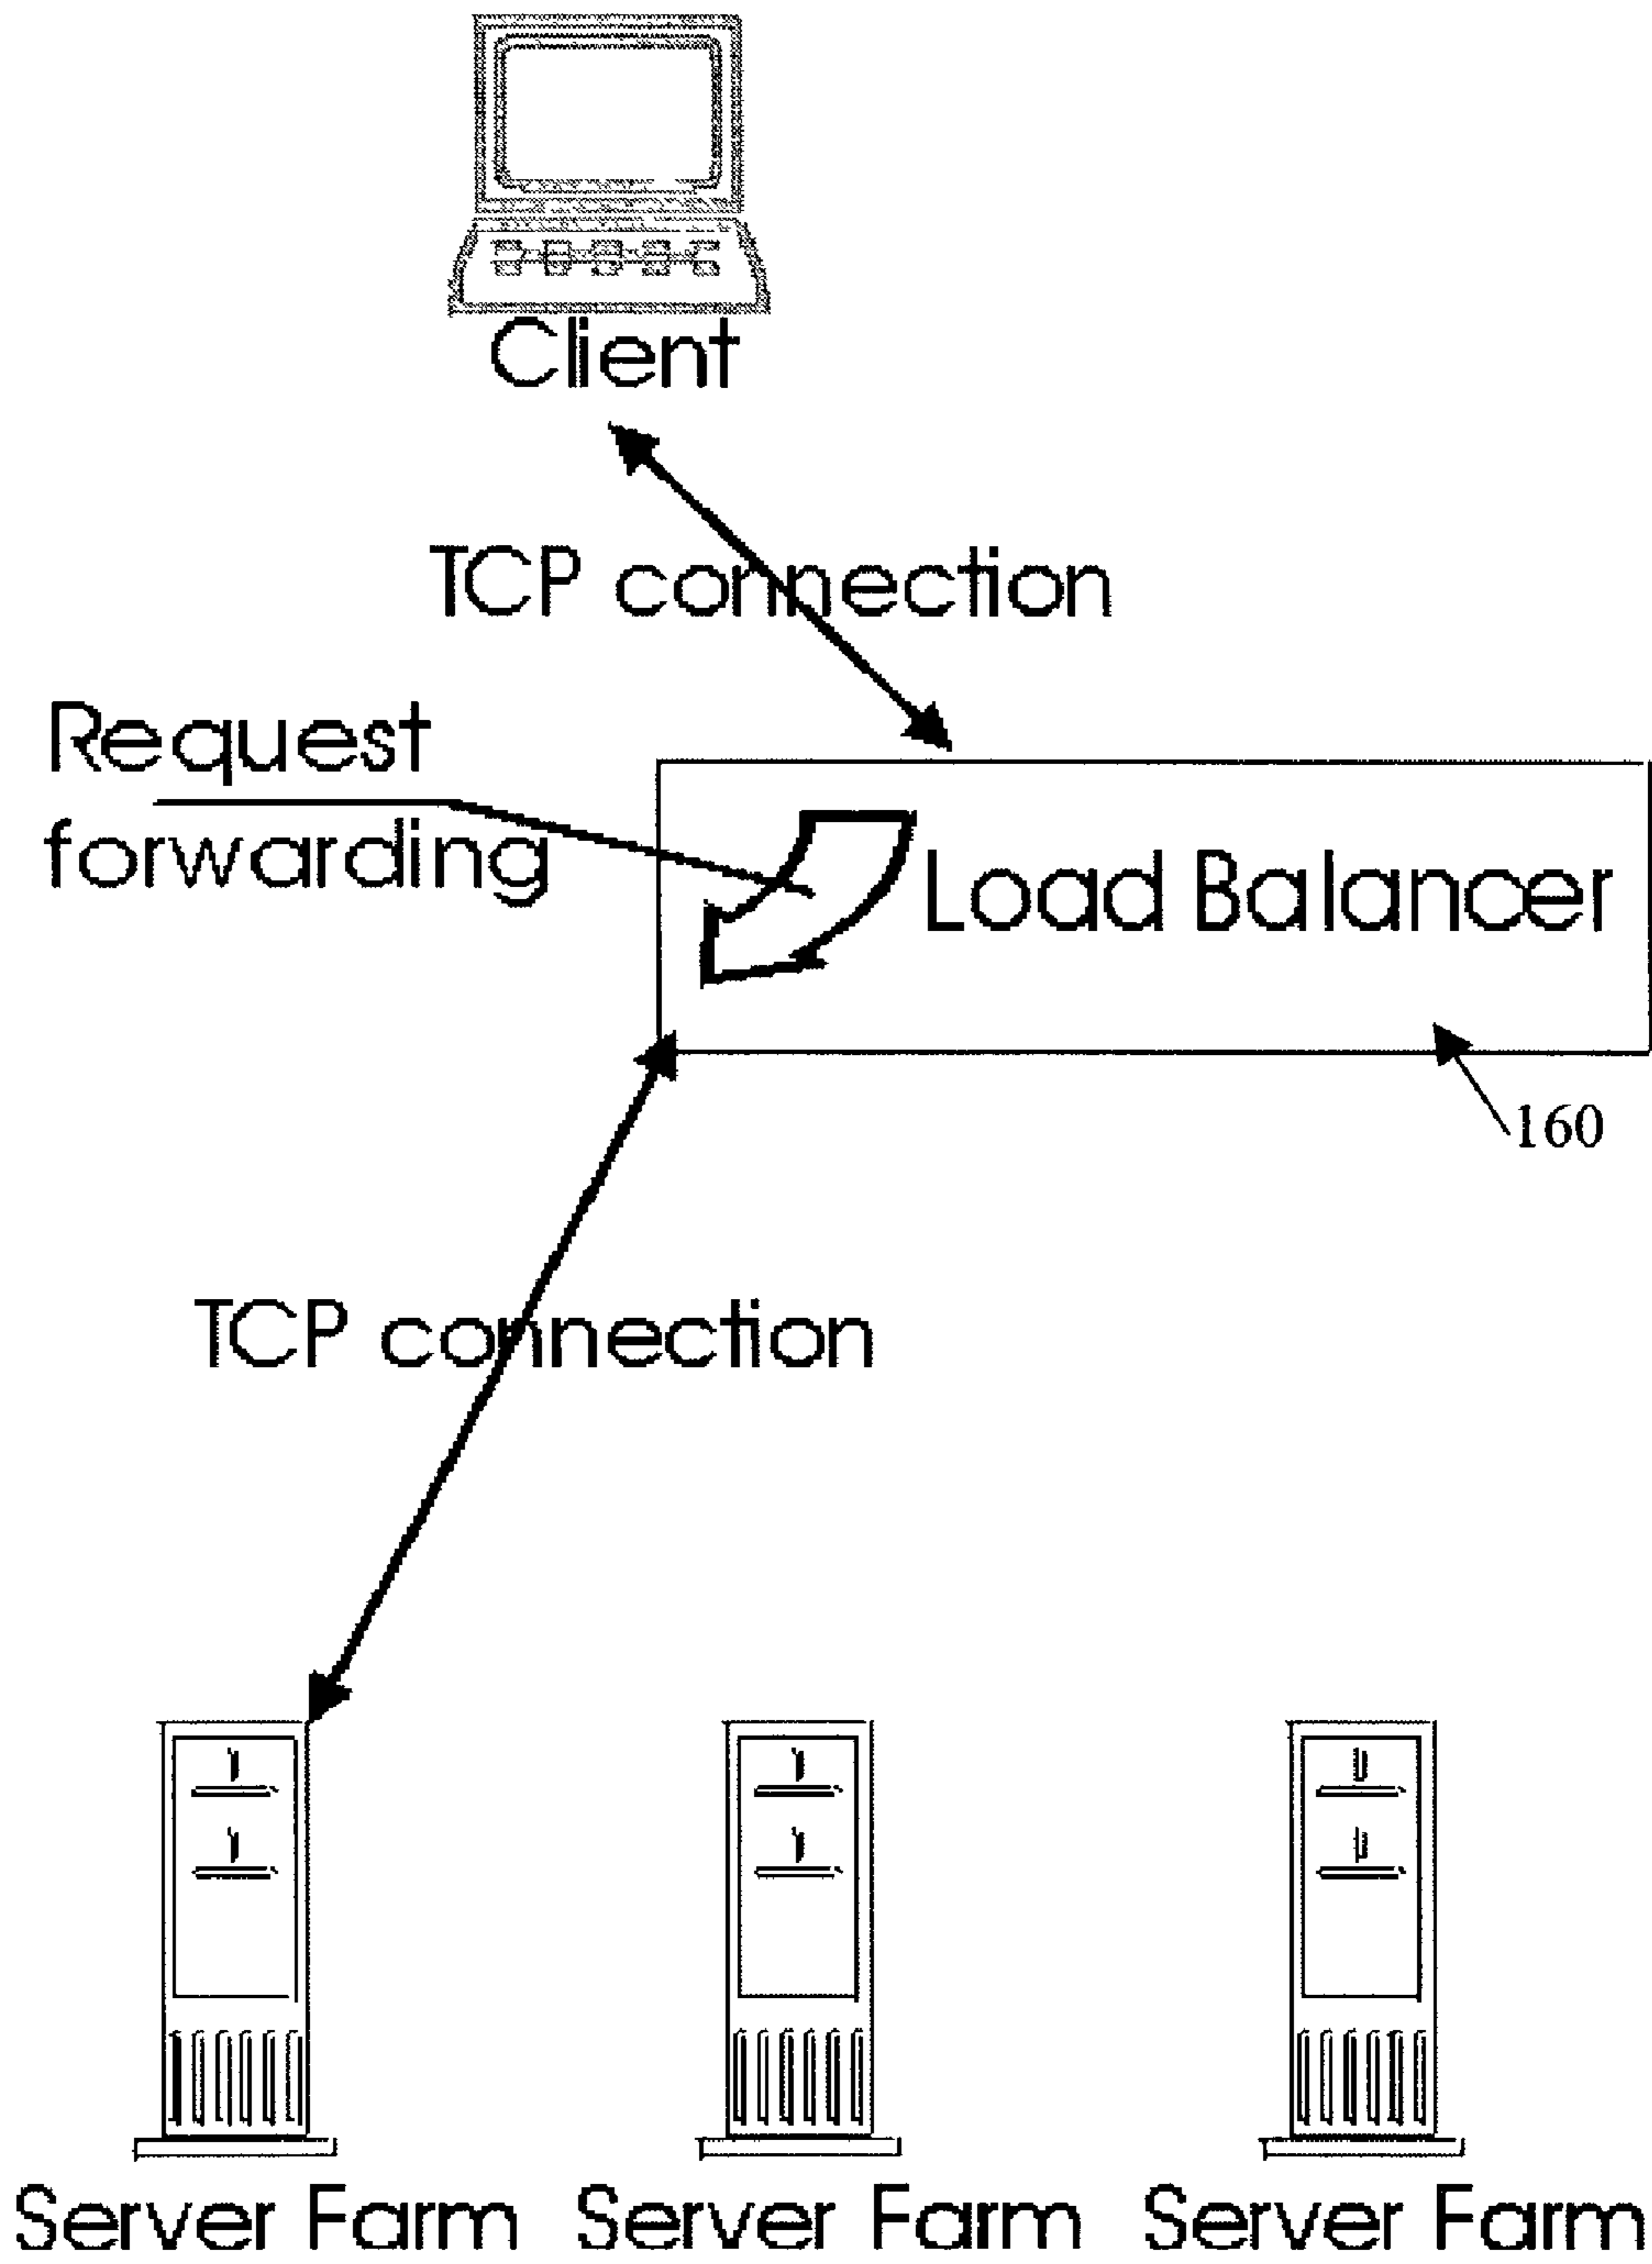 Client
TCP connection
Request
forwarding
Load Balancer
160
TCP connection
Server Farm
Server Farm
Server Farm